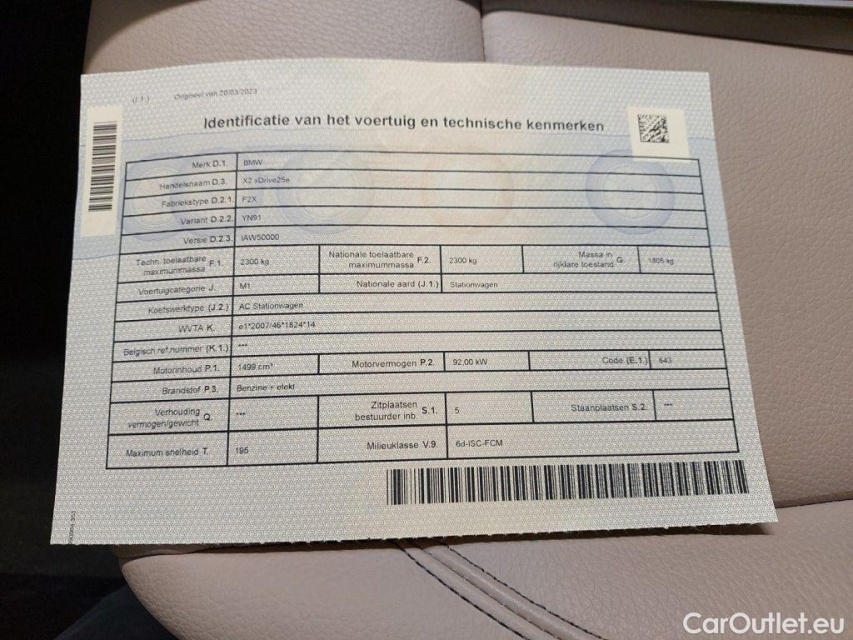 (I.1.) Origineel van 20/03/2023
Identificatie van het voertuig en technische kenmerken
Merk D.1. BMW
Handelsnaam D.3. X2 xDrive25e
Fabriekstype D.2.1. F2X
Variant D.2.2. YN91
Versie D.2.3. IAW50000
Techn. toelaatbare maximummassa F.1. 2300 kg Nationale toelaatbare maximummassa F.2. 2300 kg Massa in rijklare toestand G. 1805 kg
Voertuigcategorie J. M1 Nationale aard (J.1.) Stationwagen
Koetswerktype (J.2.) AC Stationwagen
WVTA K. e1*2007/46*1824*14
Belgisch ref.nummer (K.1.) ---
Motorinhoud P.1. 1499 cm³ Motorvermogen P.2. 92,00 kW Code (E.1.) 643
Brandstof P.3. Benzine + elekt
Verhouding vermogen/gewicht Q. --- Zitplaatsen bestuurder inb. S.1. 5 Staanplaatsen S.2. ---
Maximum snelheid T. 195 Milieuklasse V.9. 6d-ISC-FCM
CarOutlet.eu